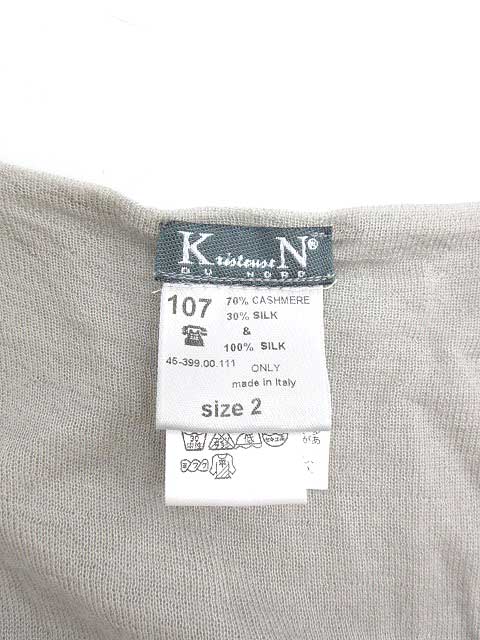 KristensenN®
DU NORD
107
70% CASHMERE
30% SILK
&
100% SILK
45-399.00.111
ONLY
made in Italy
size 2